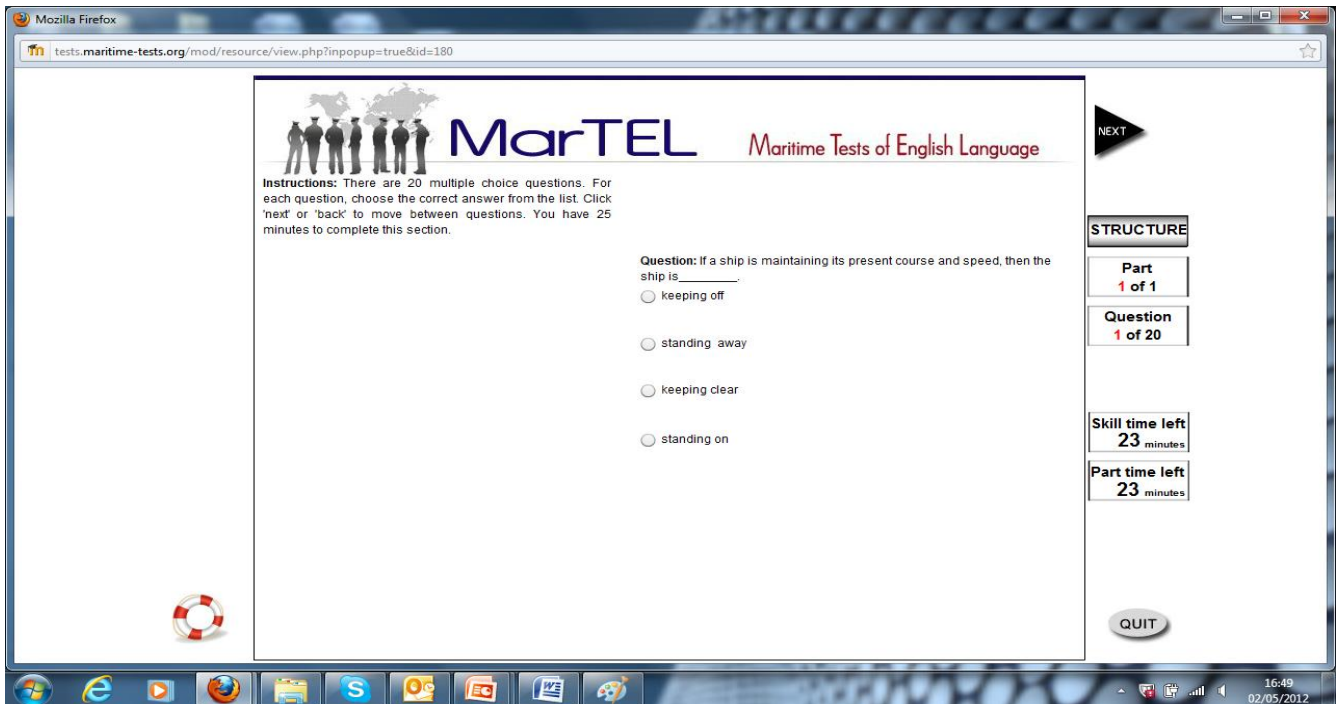 Mozilla Firefox
tests.maritime-tests.org/mod/resource/view.php?inpopup=true&id=180
MarTEL
Maritime Tests of English Language
NEXT
Instructions: There are 20 multiple choice questions. For
each question, choose the correct answer from the list. Click
'next' or 'back' to move between questions. You have 25
minutes to complete this section.
Question: If a ship is maintaining its present course and speed, then the
ship is________.
keeping off
standing away
keeping clear
standing on
STRUCTURE
Part
1 of 1
Question
1 of 20
Skill time left
23 minutes
Part time left
23 minutes
QUIT
16:49
02/05/2012